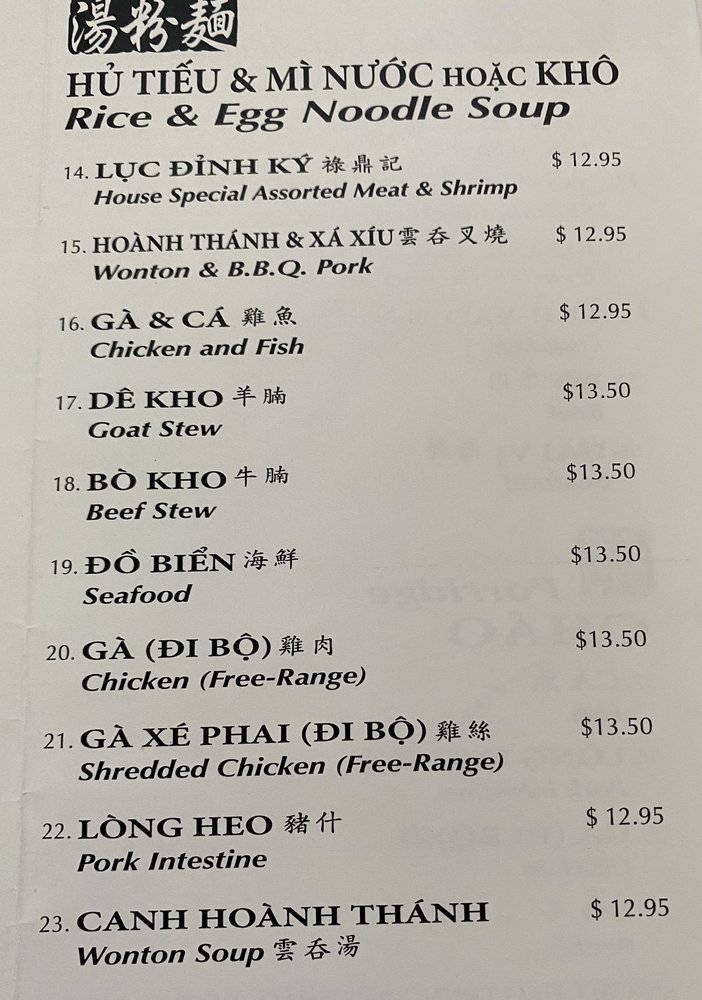 湯粉麵
HỦ TIẾU & MÌ NƯỚC HOẶC KHÔ
Rice & Egg Noodle Soup
14. LỤC ĐỈNH KÝ 祿鼎記 $ 12.95
House Special Assorted Meat & Shrimp
15. HOÀNH THÁNH & XÁ XÍU 雲吞叉燒 $ 12.95
Wonton & B.B.Q. Pork
16. GÀ & CÁ 雞魚 $ 12.95
Chicken and Fish
17. DÊ KHO 羊腩 $13.50
Goat Stew
18. BÒ KHO 牛腩 $13.50
Beef Stew
19. ĐỒ BIỂN 海鮮 $13.50
Seafood
20. GÀ (ĐI BỘ) 雞肉 $13.50
Chicken (Free-Range)
21. GÀ XÉ PHAI (ĐI BỘ) 雞絲 $13.50
Shredded Chicken (Free-Range)
22. LÒNG HEO 豬什 $ 12.95
Pork Intestine
23. CANH HOÀNH THÁNH $ 12.95
Wonton Soup 雲吞湯